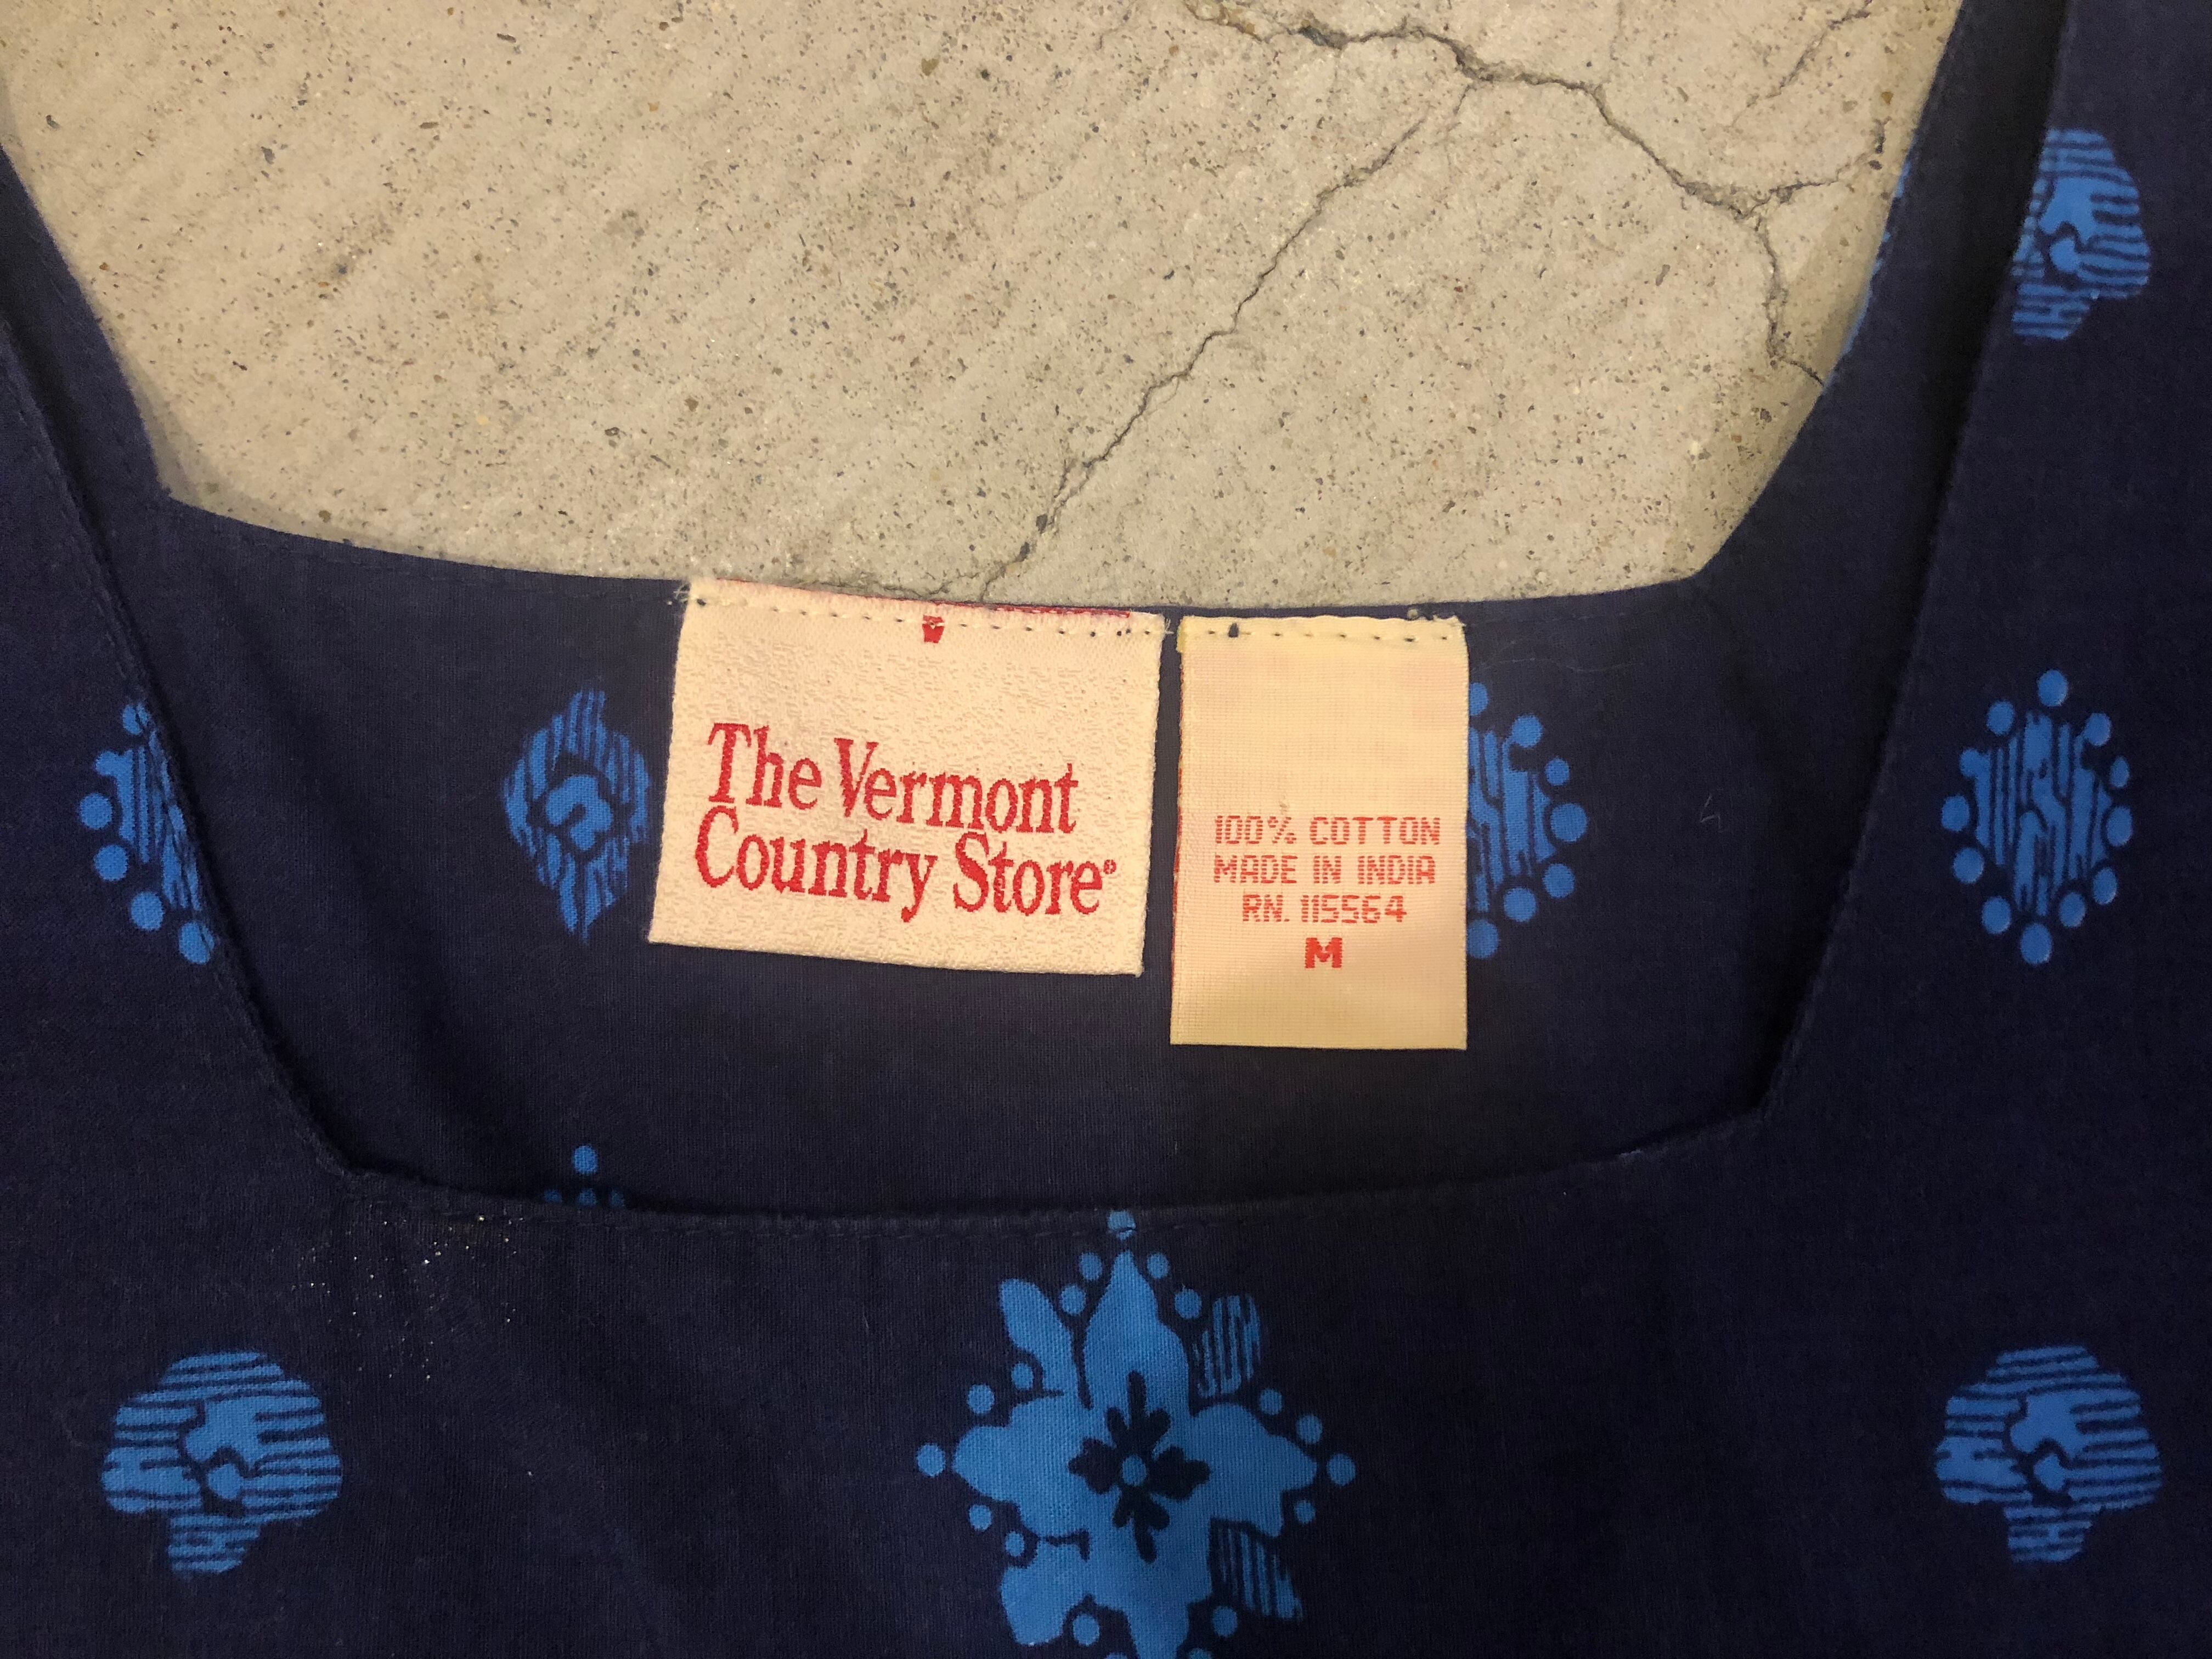 The Vermont
Country Store®
100% COTTON
MADE IN INDIA
RN. 115564
M